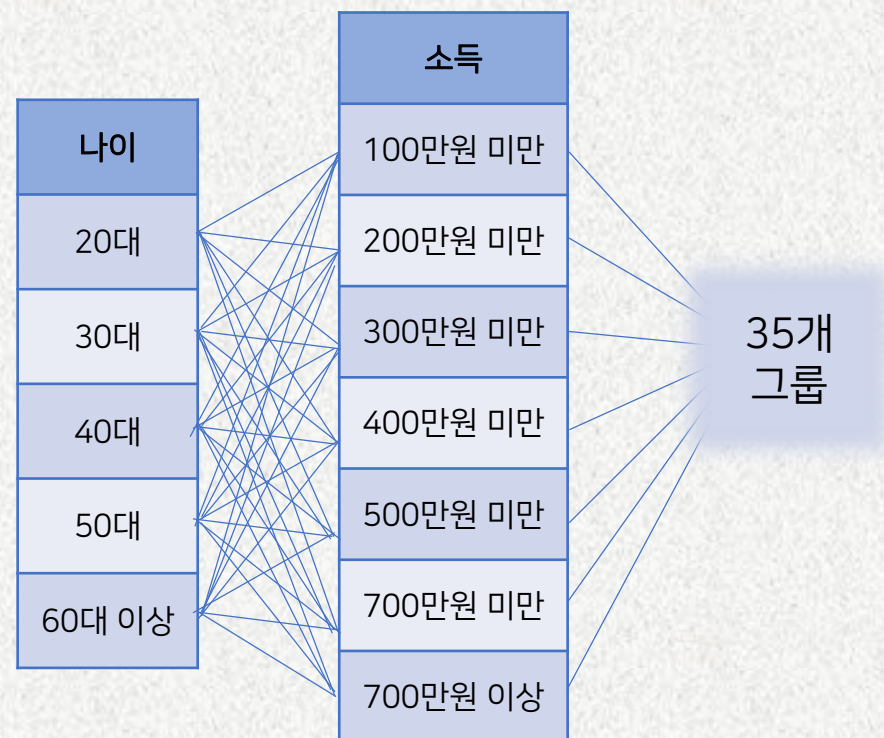 나이
20대
30대
40대
50대
60대 이상
소득
100만원 미만
200만원 미만
300만원 미만
400만원 미만
500만원 미만
700만원 미만
700만원 이상
35개
그룹